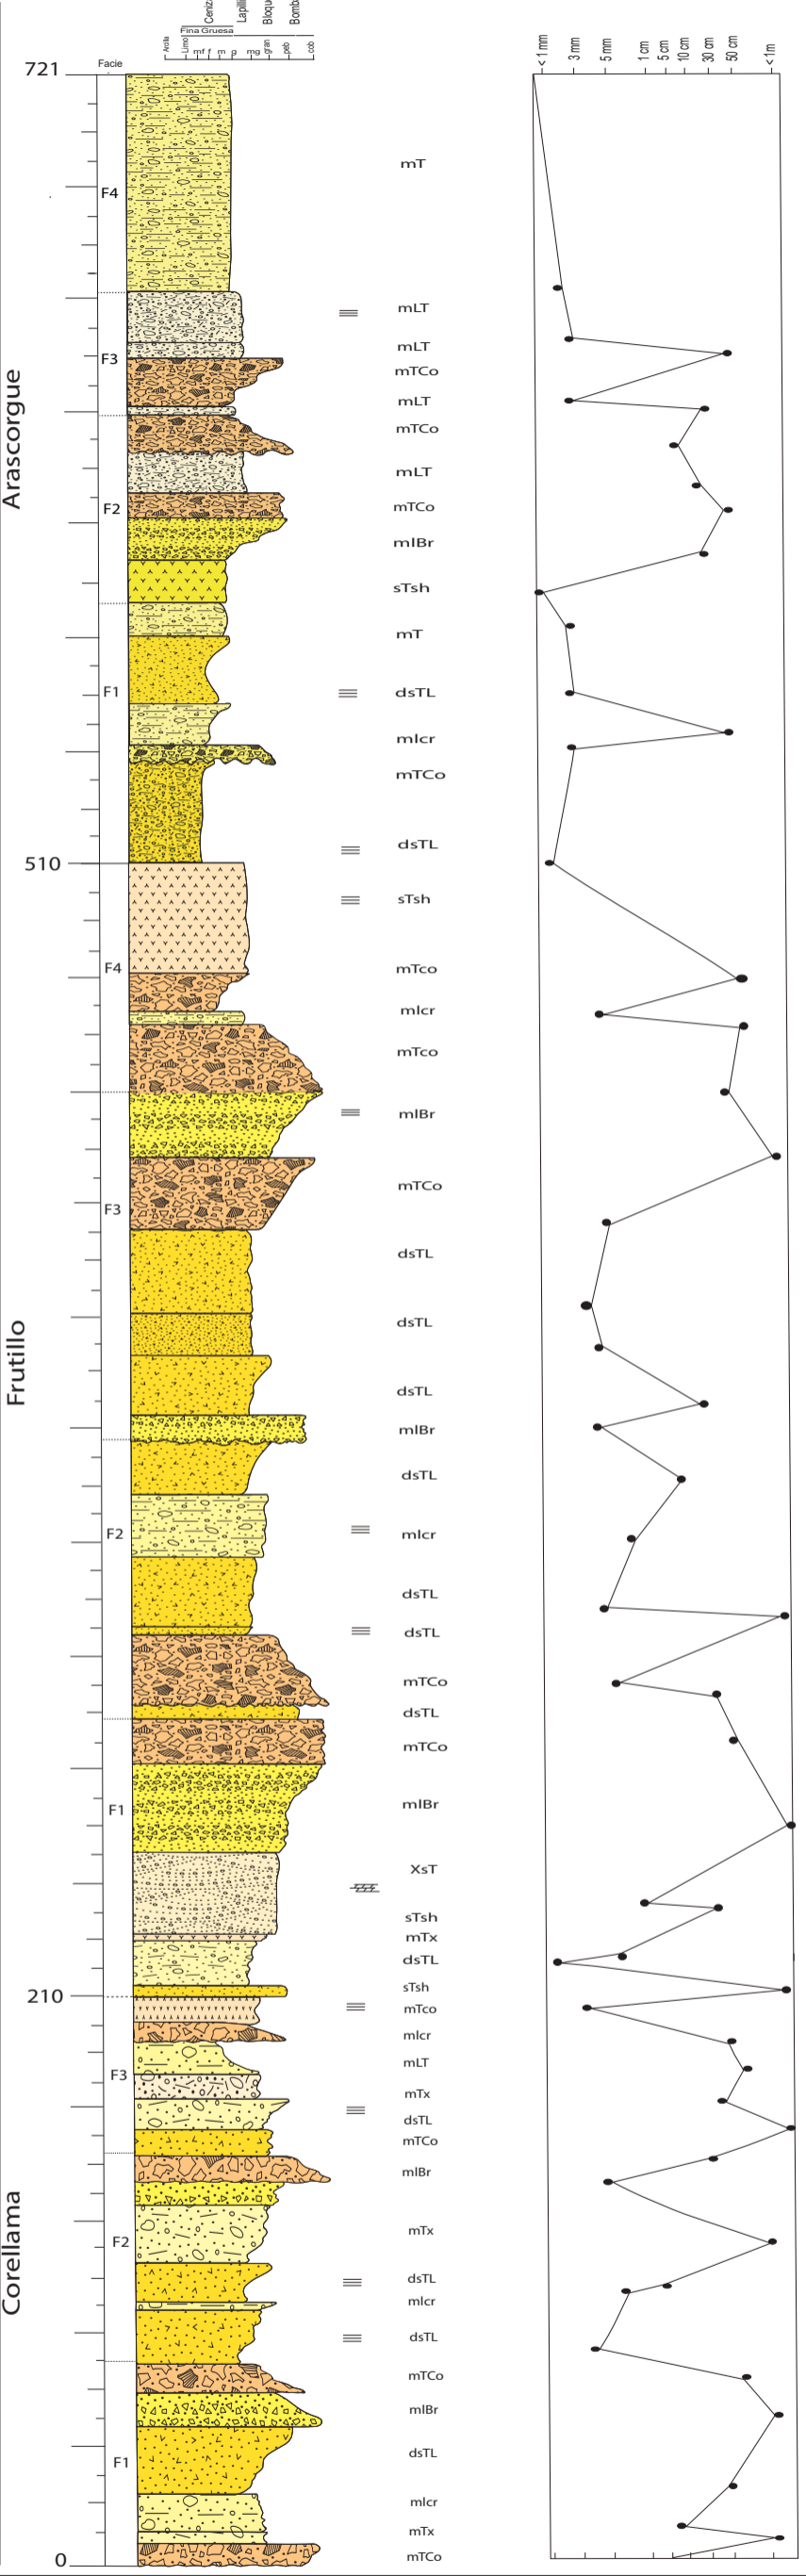 Ceniz
Lapilli
Bloqu
Bomb
Fina Gruesa
Arcilla
Limo
mf f m g mg gran peb cob
Facie
< 1 mm
3 mm
5 mm
1 cm
5 cm
10 cm
30 cm
50 cm
< 1m
721
mT
F4
mLT
mLT
F3
mTCo
mLT
Arascorgue
mTCo
mLT
F2
mTCo
mlBr
sTsh
mT
F1
dsTL
mlcr
mTCo
dsTL
510
sTsh
F4
mTco
mlcr
mTco
mlBr
mTCo
F3
dsTL
dsTL
Frutillo
dsTL
mlBr
dsTL
F2
mlcr
dsTL
dsTL
mTCo
dsTL
mTCo
F1
mlBr
XsT
sTsh
mTx
dsTL
sTsh
210
mTco
mlcr
mLT
F3
mTx
dsTL
mTCo
mlBr
Corellama
mTx
F2
dsTL
mlcr
dsTL
mTCo
mlBr
dsTL
F1
mlcr
mTx
mTCo
0